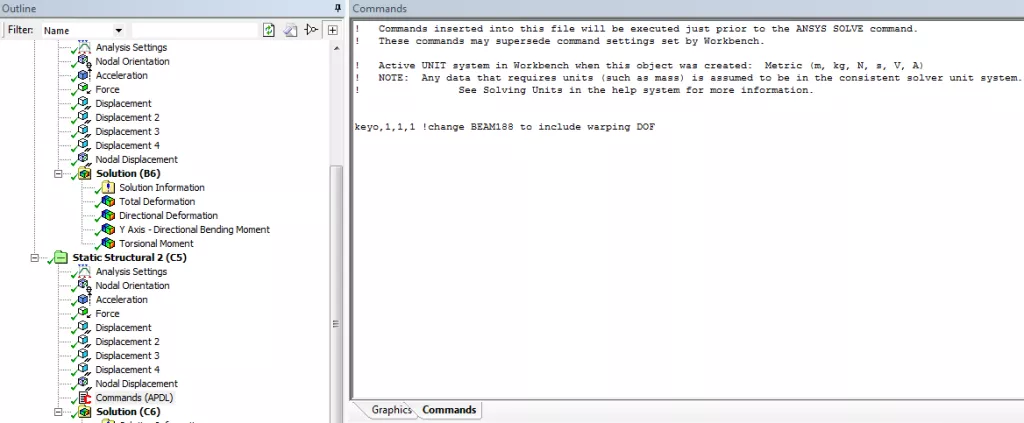 Outline
Filter: Name
Analysis Settings
Nodal Orientation
Acceleration
Force
Displacement
Displacement 2
Displacement 3
Displacement 4
Nodal Displacement
Solution (B6)
Solution Information
Total Deformation
Directional Deformation
Y Axis - Directional Bending Moment
Torsional Moment
Static Structural 2 (C5)
Analysis Settings
Nodal Orientation
Acceleration
Force
Displacement
Displacement 2
Displacement 3
Displacement 4
Nodal Displacement
Commands (APDL)
Solution (C6)
Commands
! Commands inserted into this file will be executed just prior to the ANSYS SOLVE command.
! These commands may supersede command settings set by Workbench.
! Active UNIT system in Workbench when this object was created: Metric (m, kg, N, s, V, A)
! NOTE: Any data that requires units (such as mass) is assumed to be in the consistent solver unit system.
! See Solving Units in the help system for more information.
keyo,1,1,1 !change BEAM188 to include warping DOF
Graphics Commands